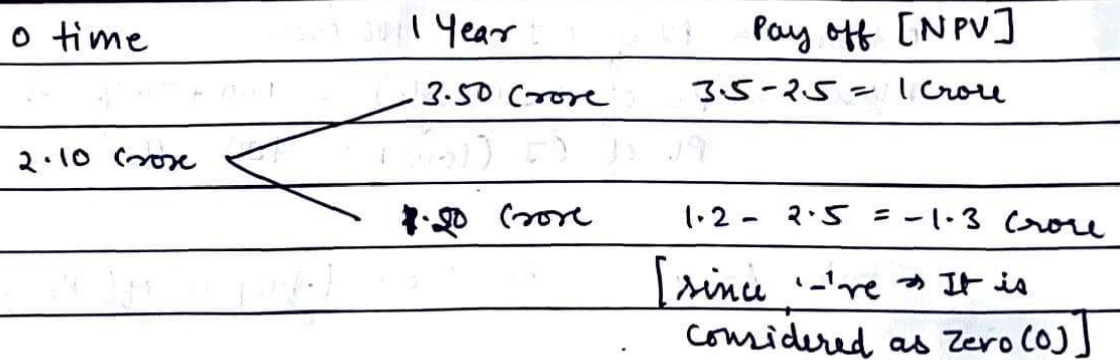 0 time 1 Year Pay off [NPV]
3.50 Crore 3.5-2.5 = 1 Crore
2.10 Crore
1.20 Crore 1.2 - 2.5 = -1.3 Crore
[since '-'ve ⇒ It is
considered as Zero (0)]